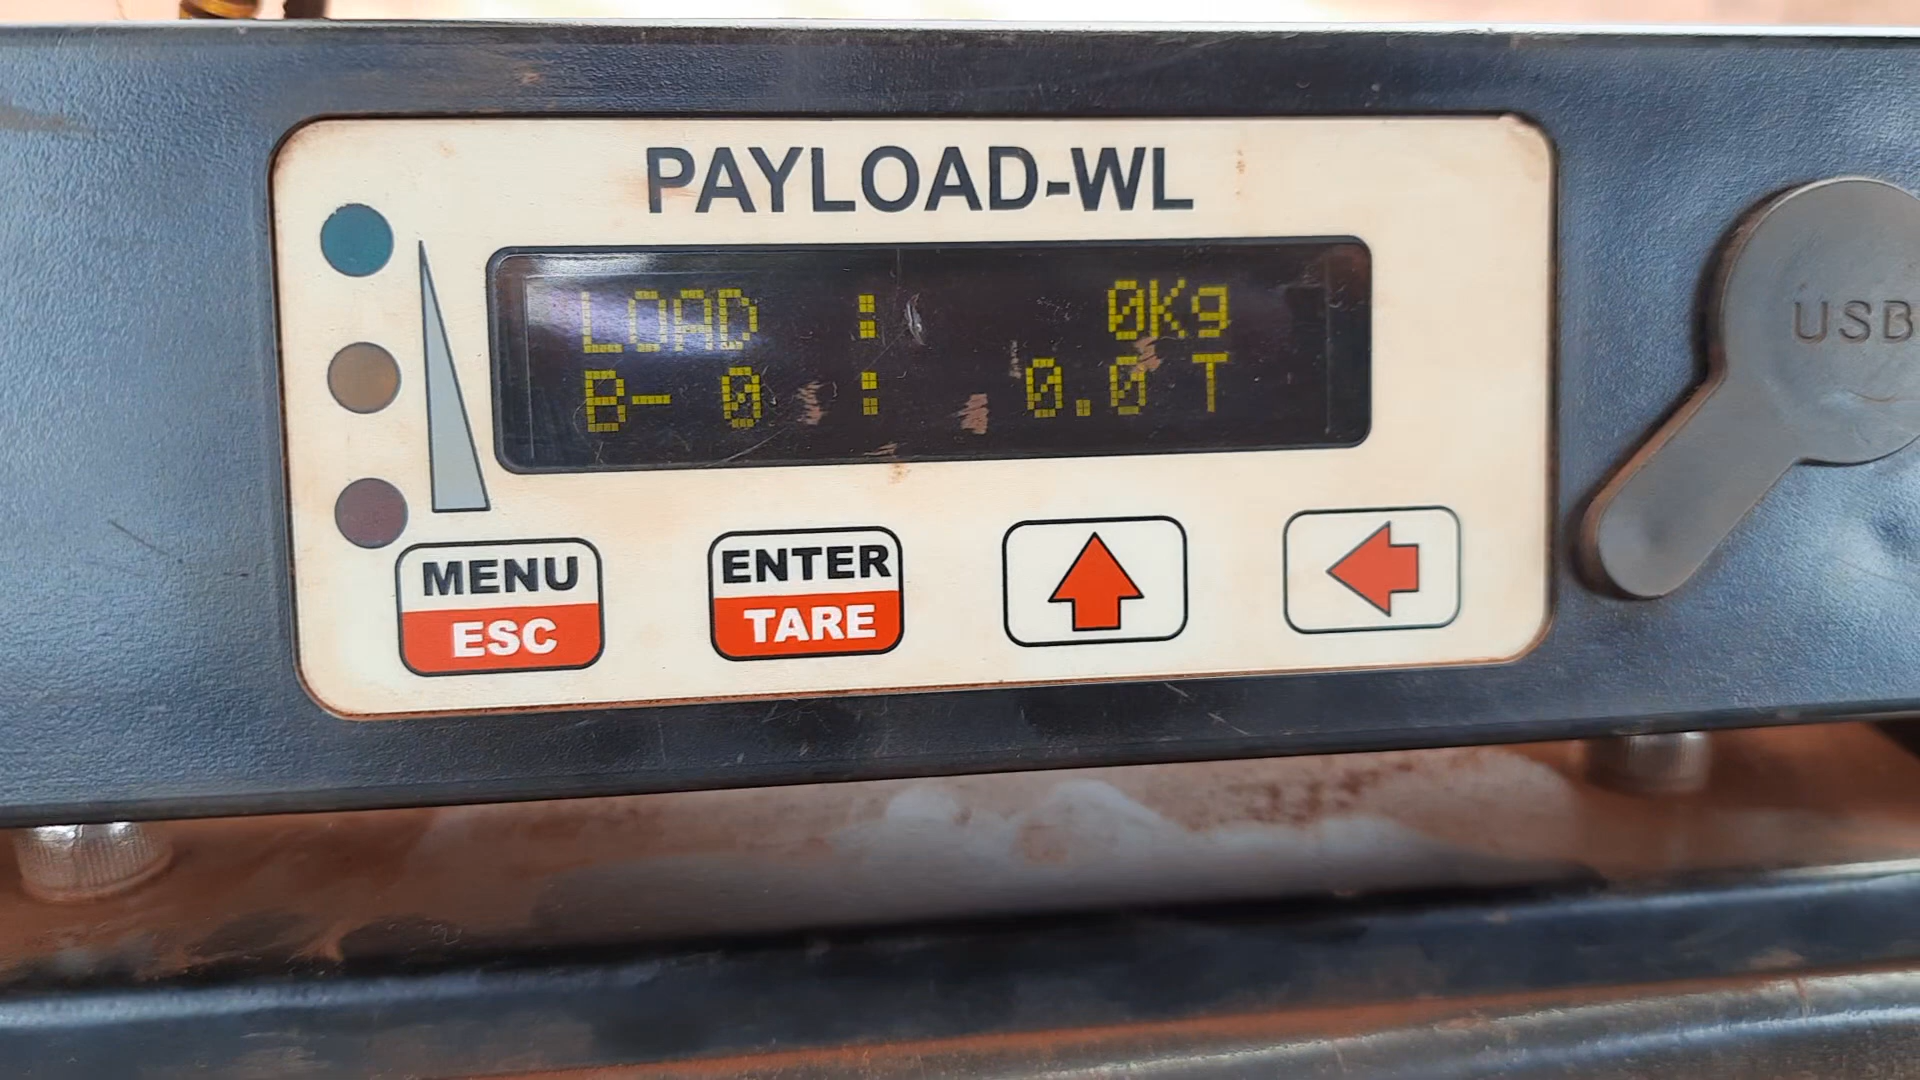 PAYLOAD-WL
LOAD : 0Kg
B- 0 : 0.0 T
USB
MENU
ESC
ENTER
TARE